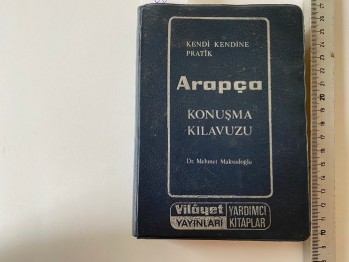 KENDİ KENDİNE
PRATİK
Arapça
KONUŞMA
KILAVUZU
Dr. Mehmet Maksudoğlu
Vilâyet YARDIMCI
YAYINLARI KİTAPLAR